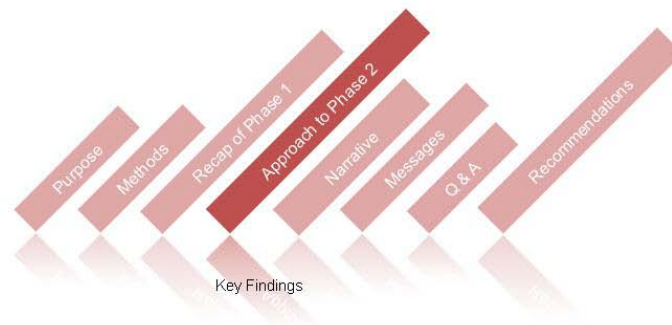 Purpose
Methods
Recap of Phase 1
Approach to Phase 2
Narrative
Messages
Q & A
Recommendations
Key Findings